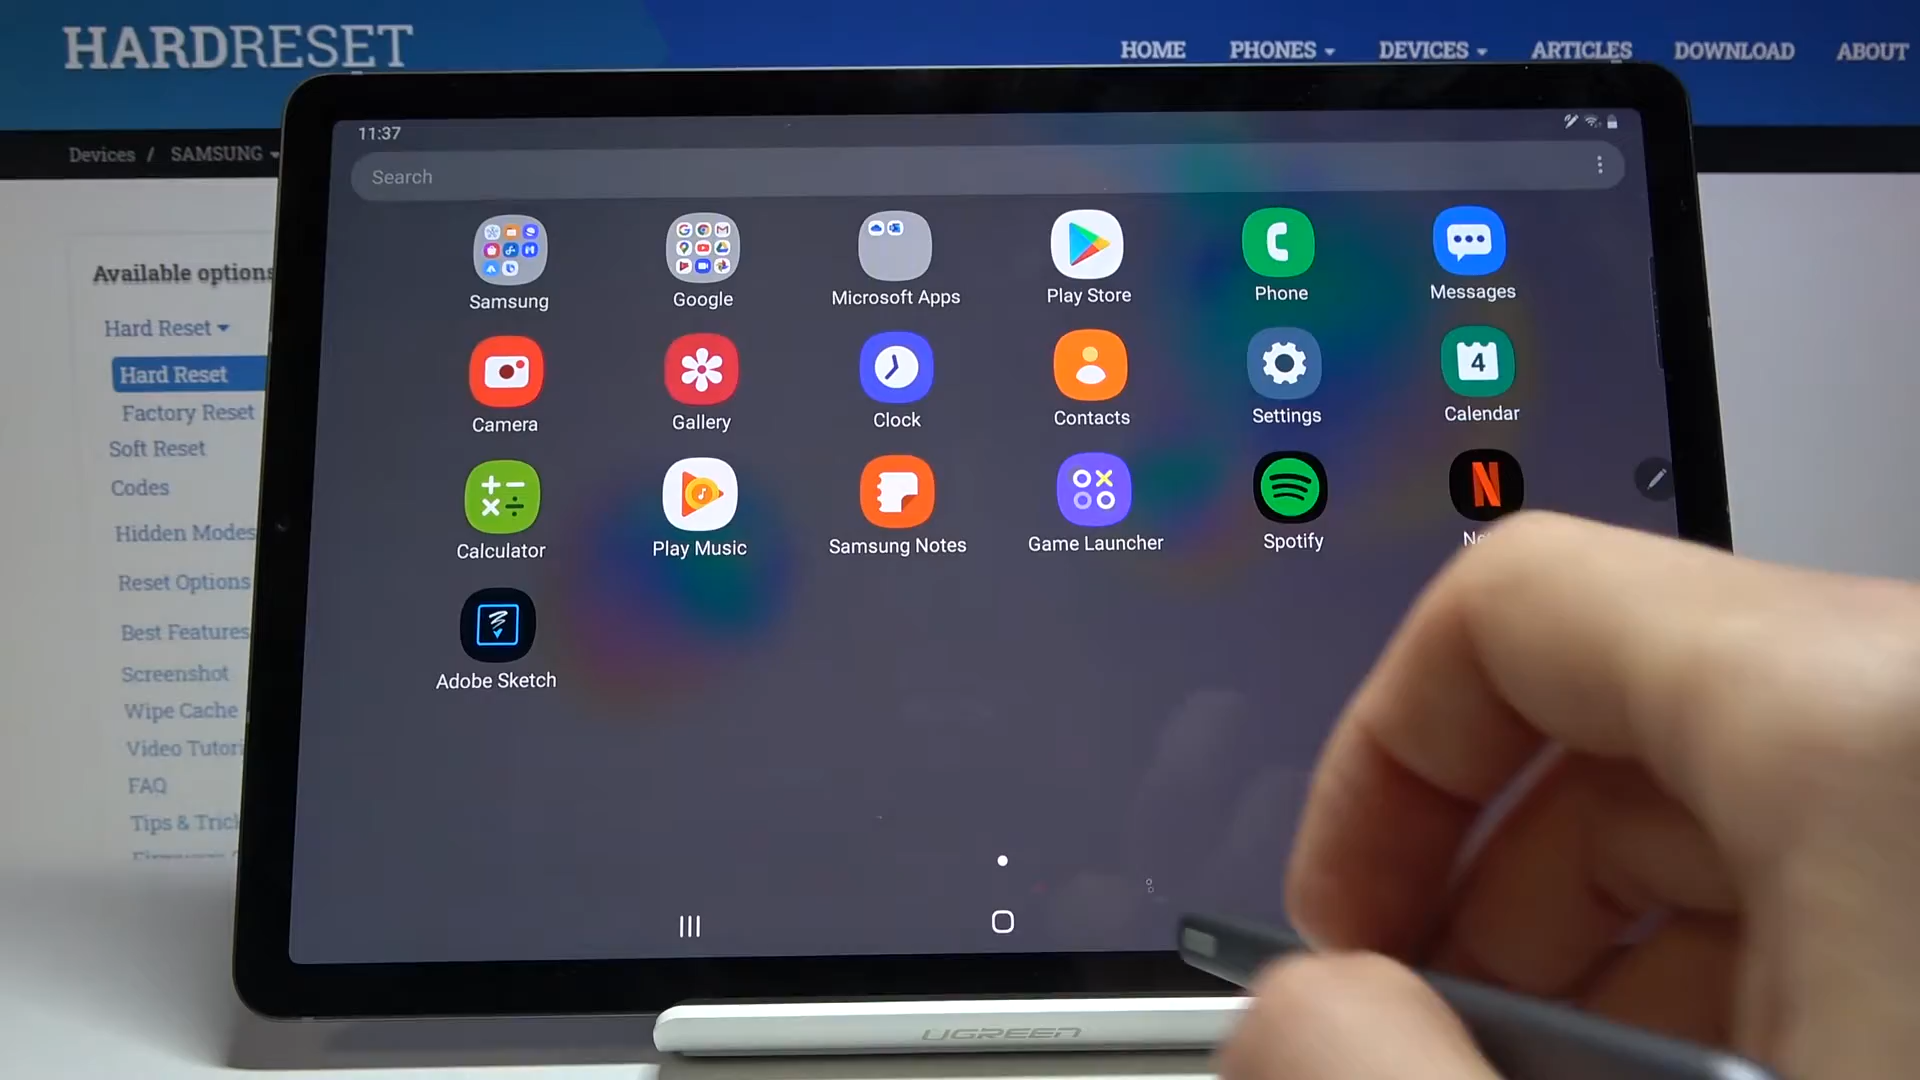 HARDRESET
HOME PHONES DEVICES ARTICLES DOWNLOAD ABOUT
Devices / SAMSUNG
11:37
Search
Available options
Hard Reset
Hard Reset
Factory Reset
Soft Reset
Codes
Hidden Modes
Reset Options
Best Features
Screenshot
Wipe Cache
FAQ
Samsung Google Microsoft Apps Play Store Phone Messages
4
Camera Gallery Clock Contacts Settings Calendar
N
Calculator Play Music Samsung Notes Game Launcher Spotify
Adobe Sketch
UGREEN